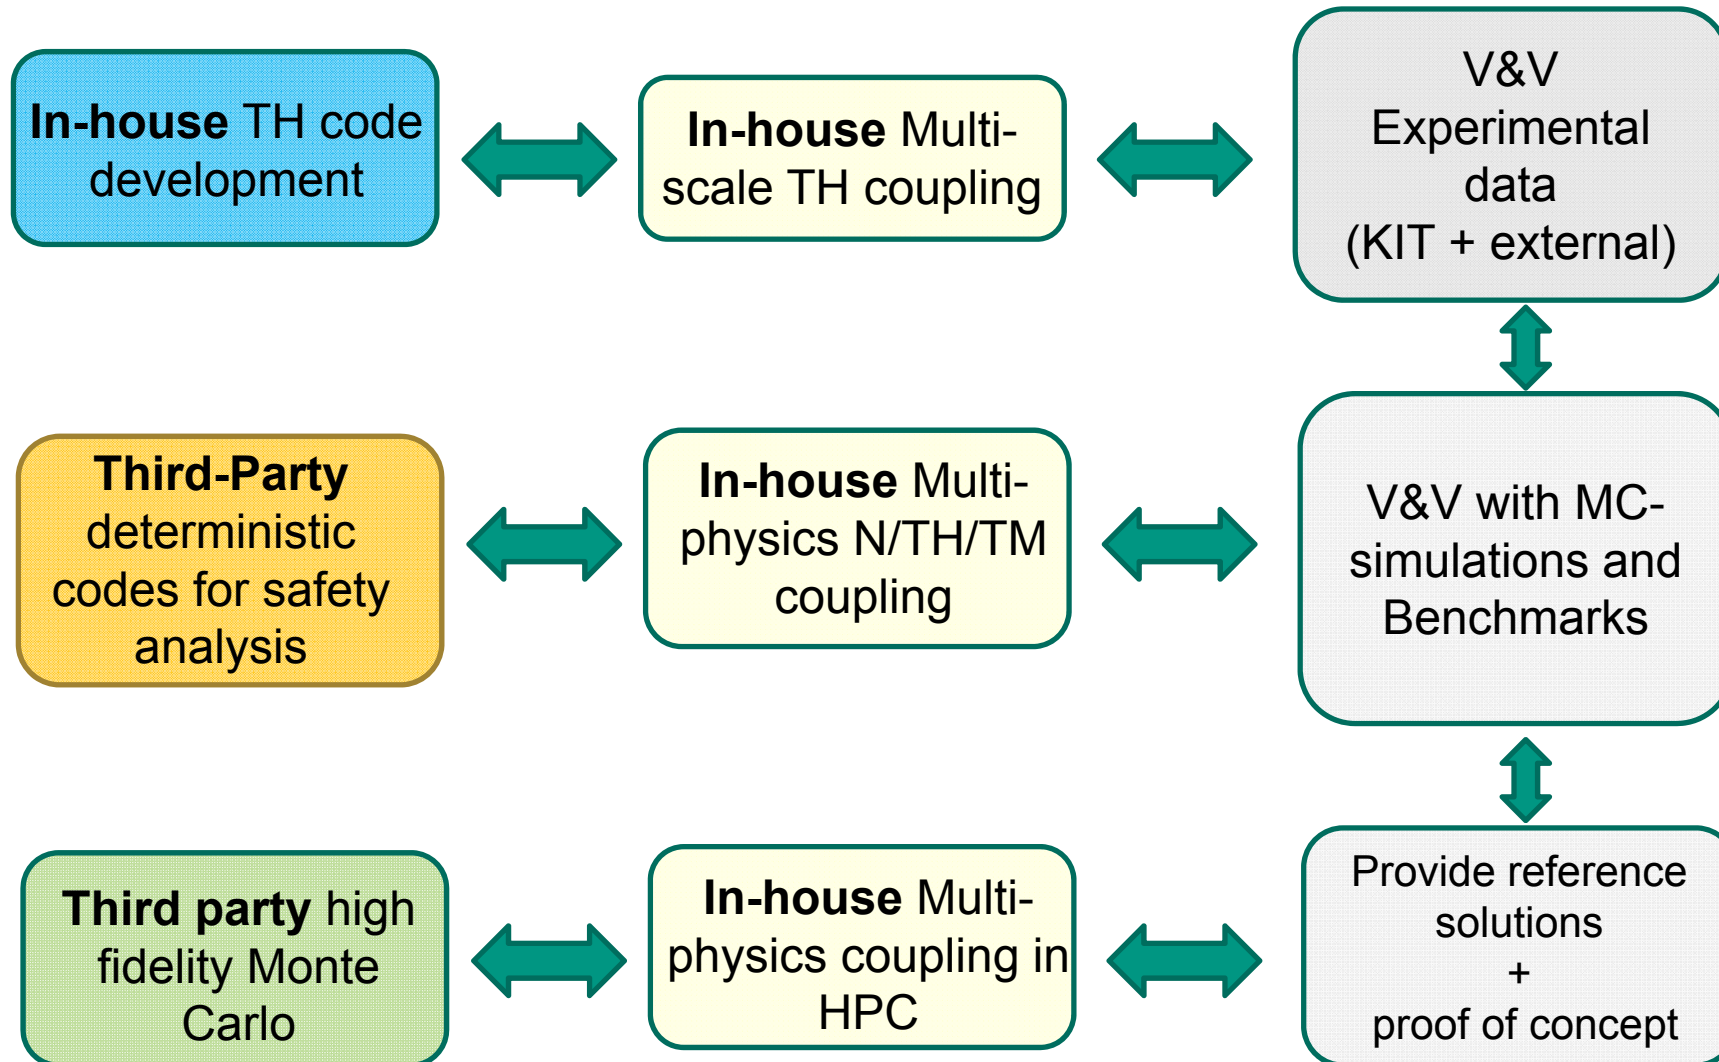 In-house TH code
development
In-house Multi-
scale TH coupling
V&V
Experimental
data
(KIT + external)
Third-Party
deterministic
codes for safety
analysis
In-house Multi-
physics N/TH/TM
coupling
V&V with MC-
simulations and
Benchmarks
Third party high
fidelity Monte
Carlo
In-house Multi-
physics coupling in
HPC
Provide reference
solutions
+
proof of concept